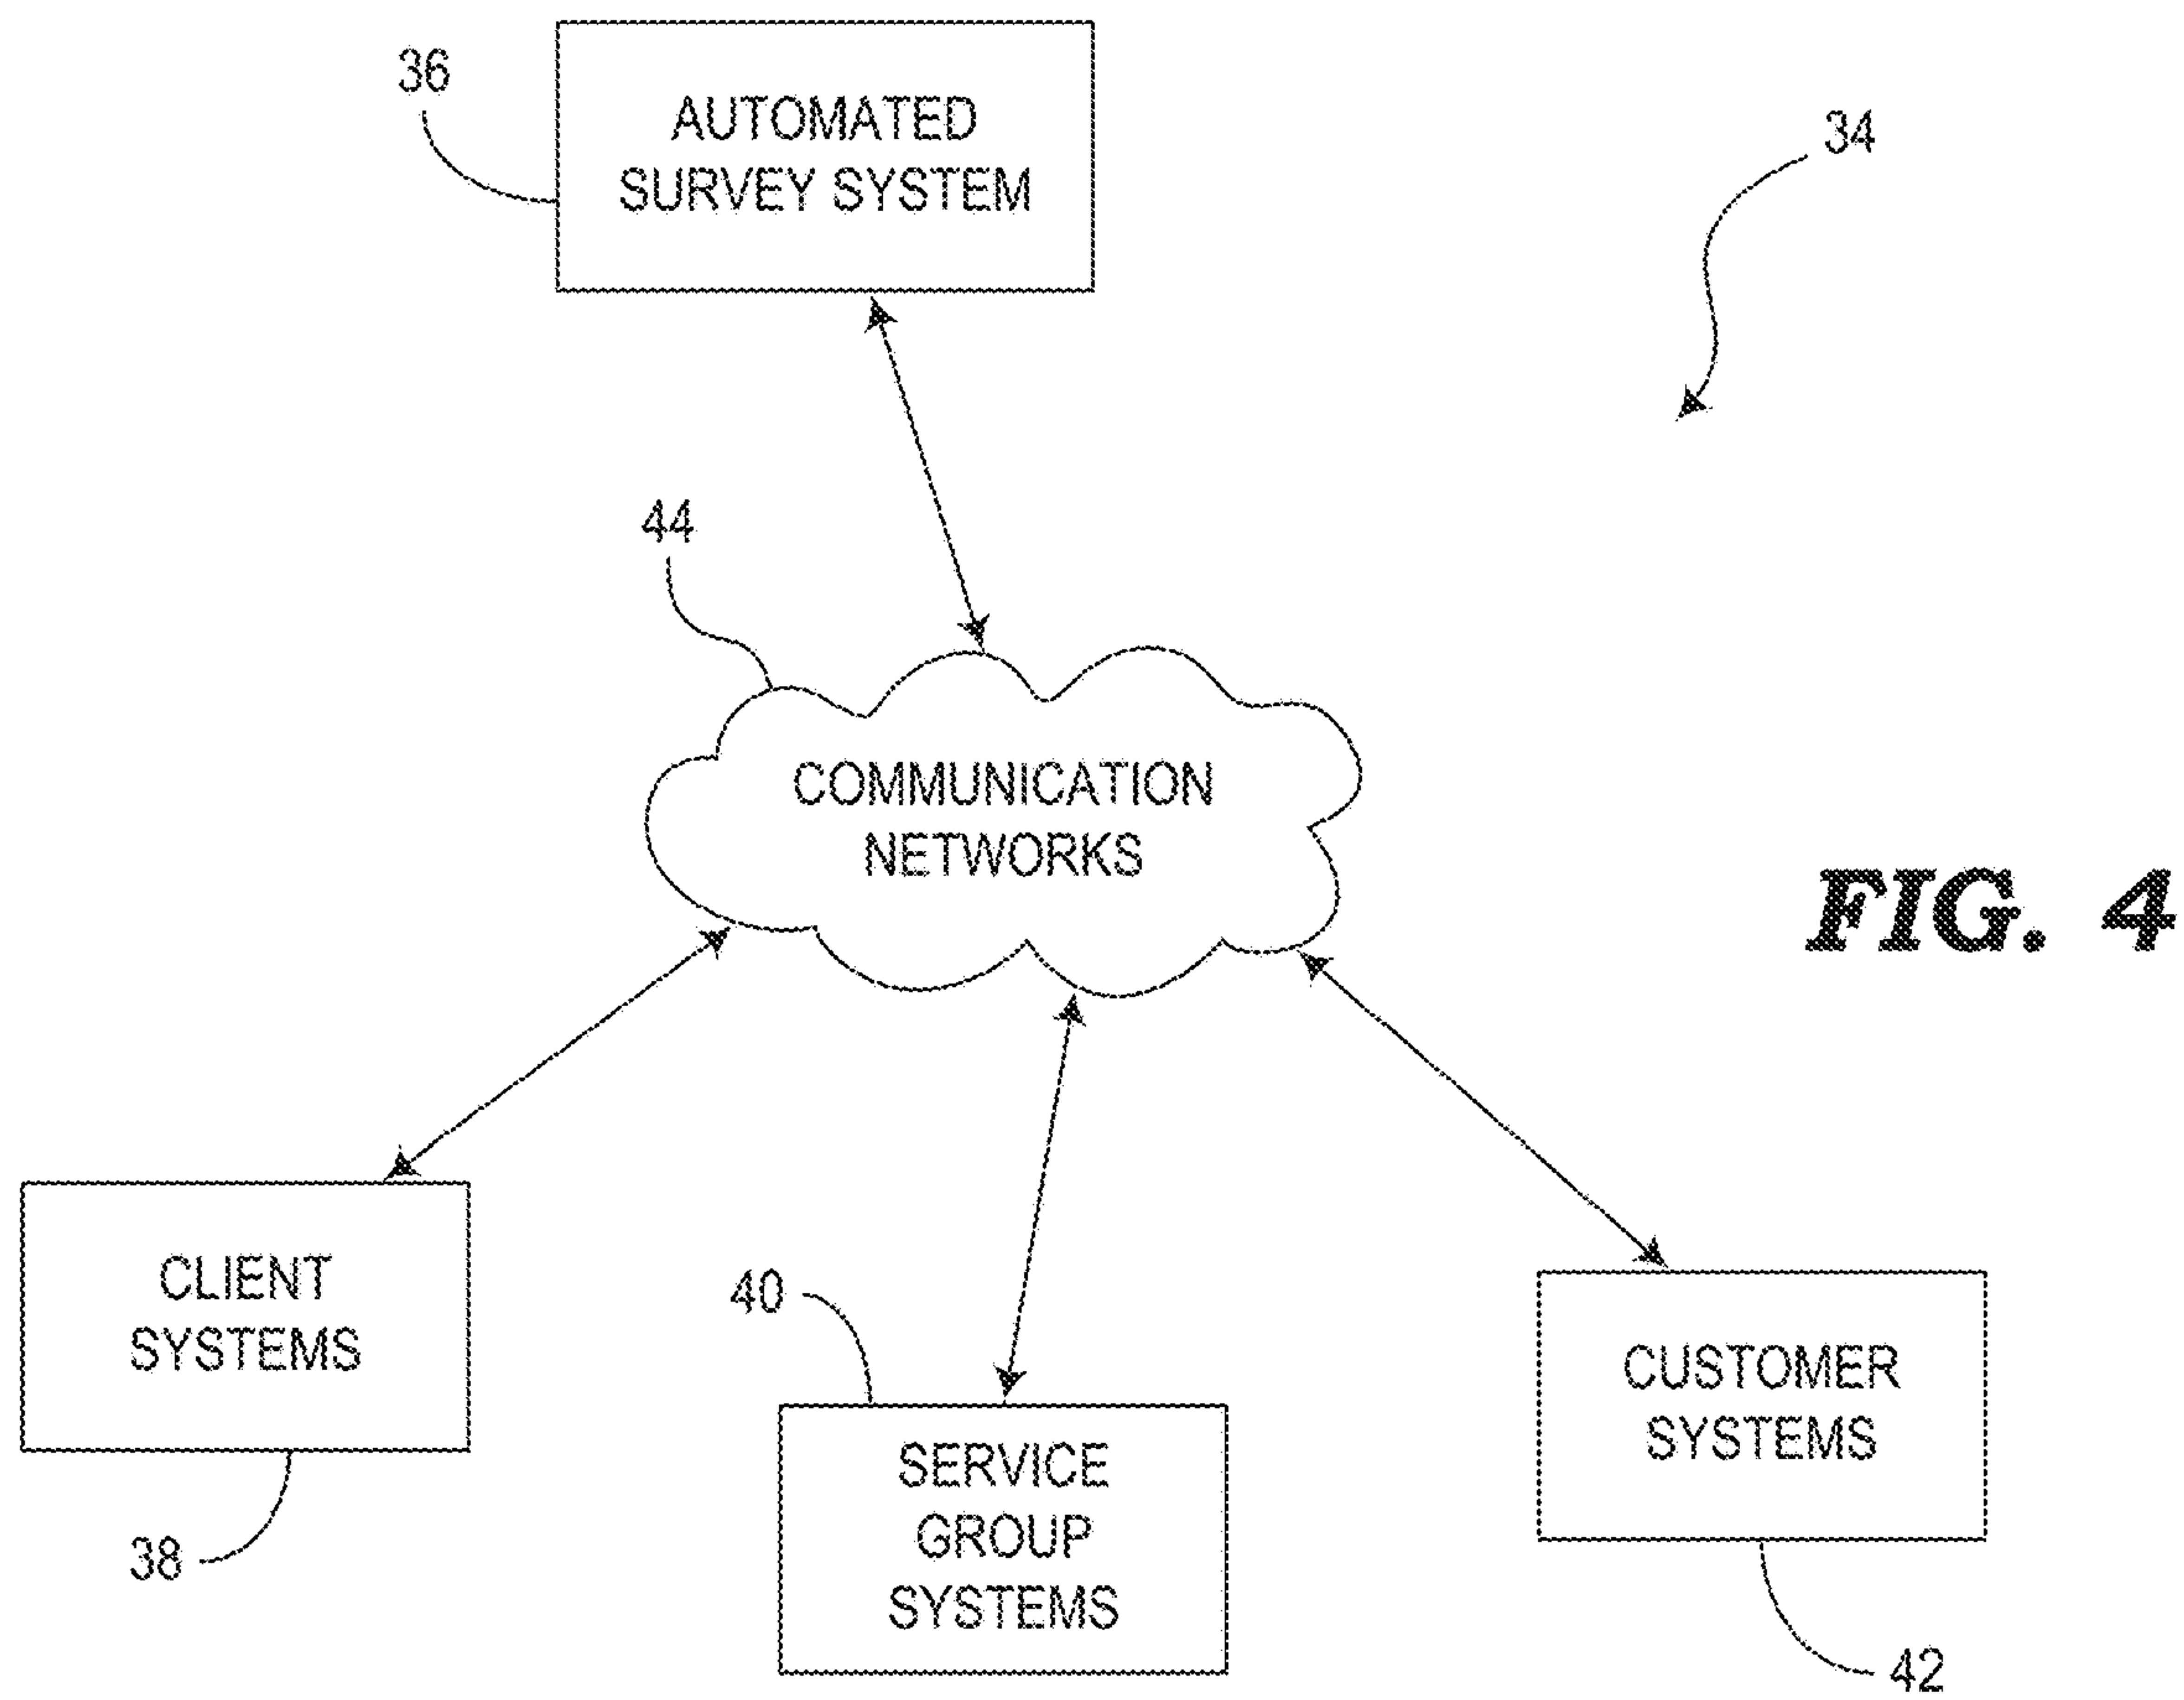 36
AUTOMATED
SURVEY SYSTEM
34
44
COMMUNICATION
NETWORKS
FIG. 4
CLIENT
SYSTEMS
38
40
SERVICE
GROUP
SYSTEMS
CUSTOMER
SYSTEMS
42